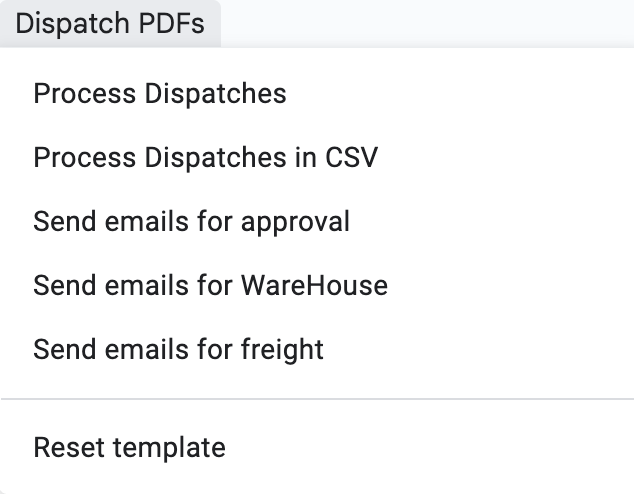 Dispatch PDFs
Process Dispatches
Process Dispatches in CSV
Send emails for approval
Send emails for WareHouse
Send emails for freight
Reset template